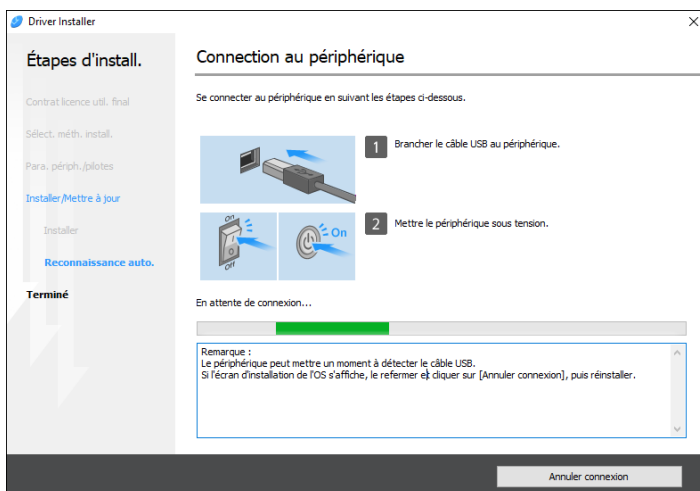 Driver Installer
Étapes d'install.
Contrat licence util. final
Sélect. méth. install.
Para. périph./pilotes
Installer/Mettre à jour
Installer
Reconnaissance auto.
Terminé
Connection au périphérique
Se connecter au périphérique en suivant les étapes ci-dessous.
1 Brancher le câble USB au périphérique.
On
Off
On
2 Mettre le périphérique sous tension.
En attente de connexion...
Remarque :
Le périphérique peut mettre un moment à détecter le câble USB.
Si l'écran d'installation de l'OS s'affiche, le refermer et cliquer sur [Annuler connexion], puis réinstaller.
Annuler connexion